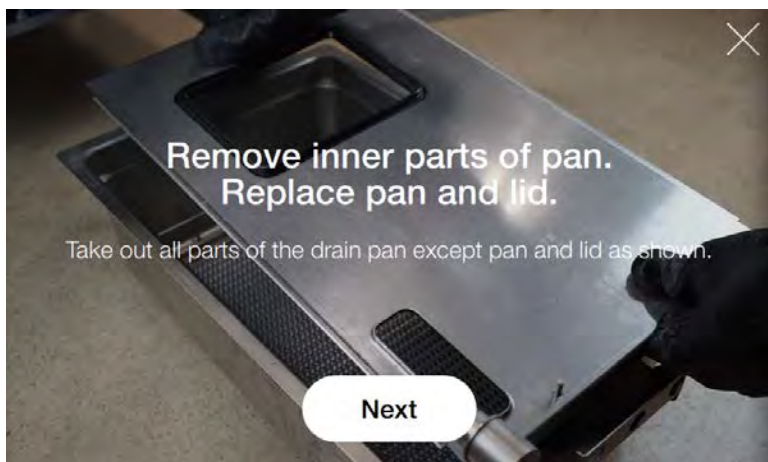 Remove inner parts of pan.
Replace pan and lid.
Take out all parts of the drain pan except pan and lid as shown.
Next